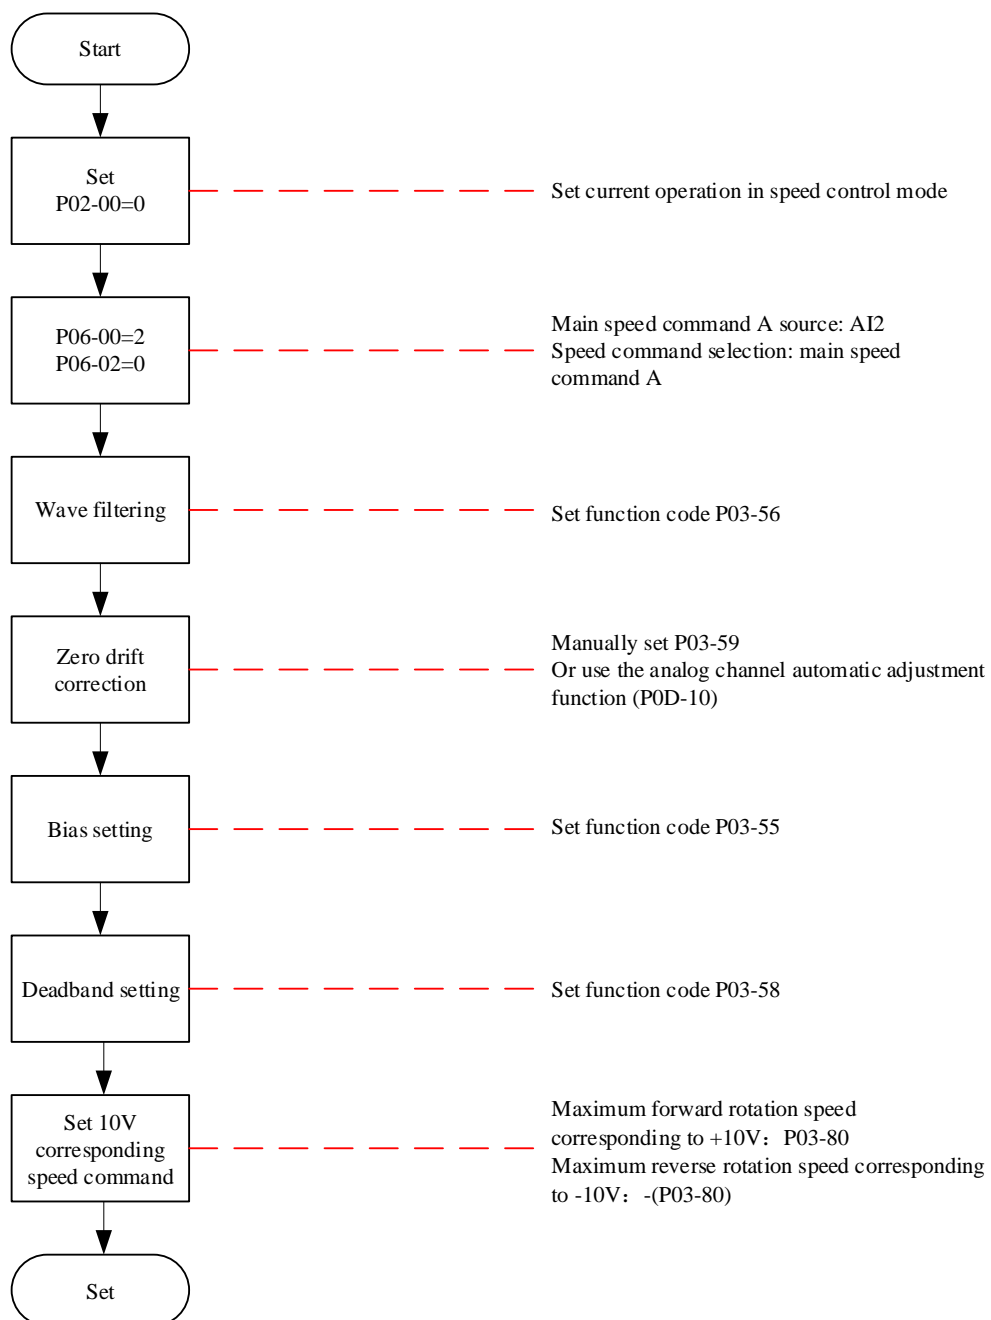 Start
Set
P02-00=0
Set current operation in speed control mode
P06-00=2
P06-02=0
Main speed command A source: AI2
Speed command selection: main speed
command A
Wave filtering
Set function code P03-56
Zero drift
correction
Manually set P03-59
Or use the analog channel automatic adjustment
function (P0D-10)
Bias setting
Set function code P03-55
Deadband setting
Set function code P03-58
Set 10V
corresponding
speed command
Maximum forward rotation speed
corresponding to +10V：P03-80
Maximum reverse rotation speed corresponding
to -10V：-(P03-80)
Set